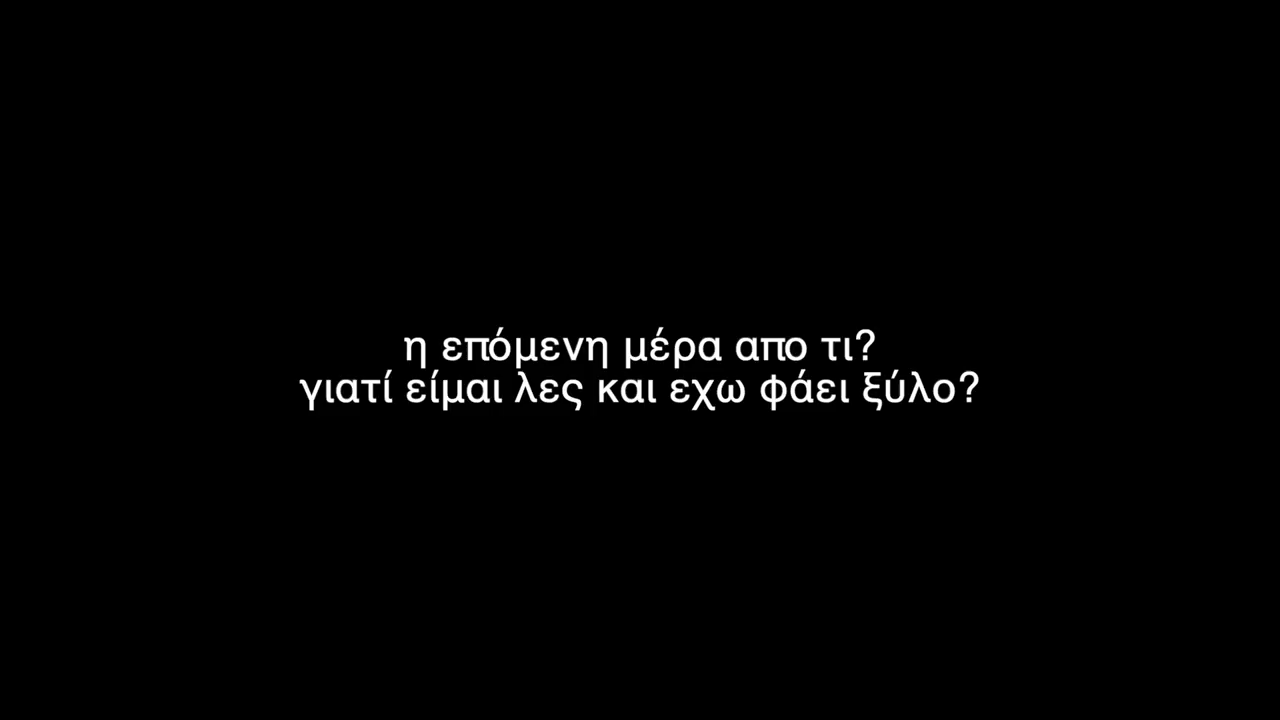 η επόμενη μέρα απο τι?
γιατί είμαι λες και εχω φάει ξύλο?